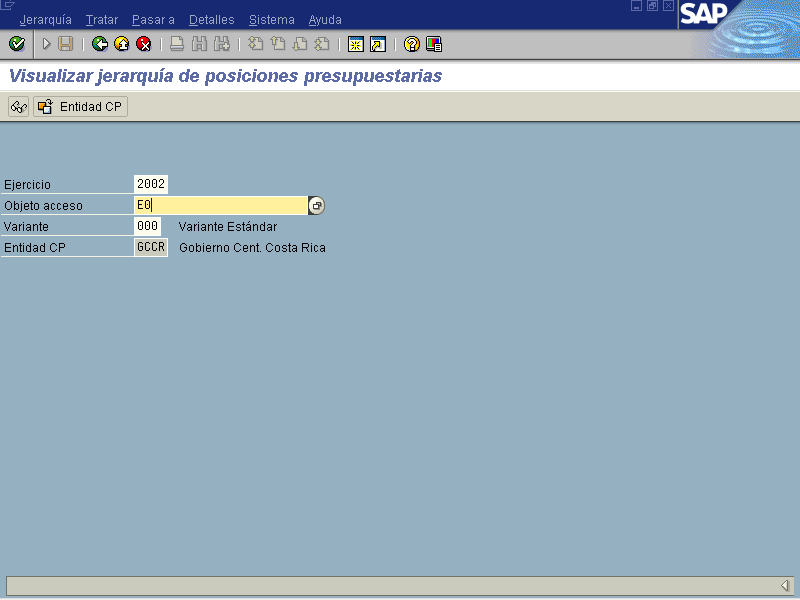 Jerarquía Tratar Pasar a Detalles Sistema Ayuda
SAP
Visualizar jerarquía de posiciones presupuestarias
Entidad CP
Ejercicio 2002
Objeto acceso E0
Variante 000 Variante Estándar
Entidad CP GCCR Gobierno Cent. Costa Rica